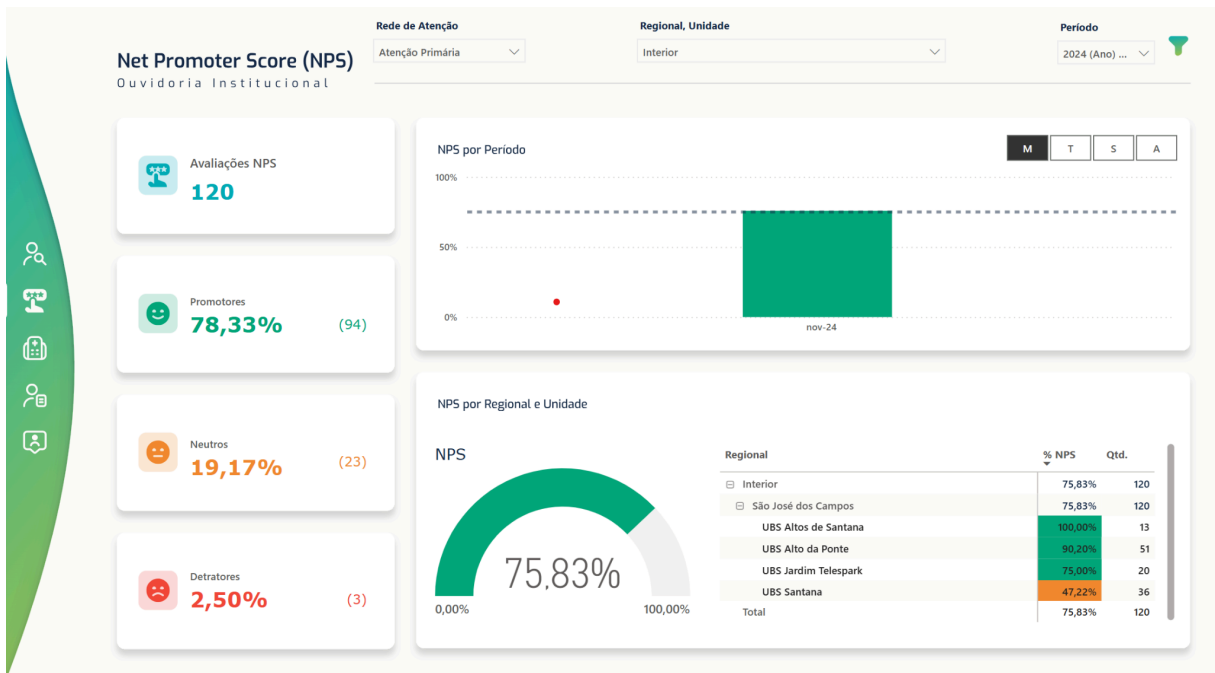 Rede de Atenção
Regional, Unidade
Período
Net Promoter Score (NPS)
Atenção Primária
Interior
2024 (Ano) ...
Ouvidoria Institucional
Avaliações NPS
120
Promotores
78,33% (94)
Neutros
19,17% (23)
Detratores
2,50% (3)
NPS por Período
M T S A
100%
50%
0%
nov-24
NPS por Regional e Unidade
NPS
75,83%
0,00% 100,00%
Regional % NPS Qtd.
Interior 75,83% 120
São José dos Campos 75,83% 120
UBS Altos de Santana 100,00% 13
UBS Alto da Ponte 90,20% 51
UBS Jardim Telespark 75,00% 20
UBS Santana 47,22% 36
Total 75,83% 120